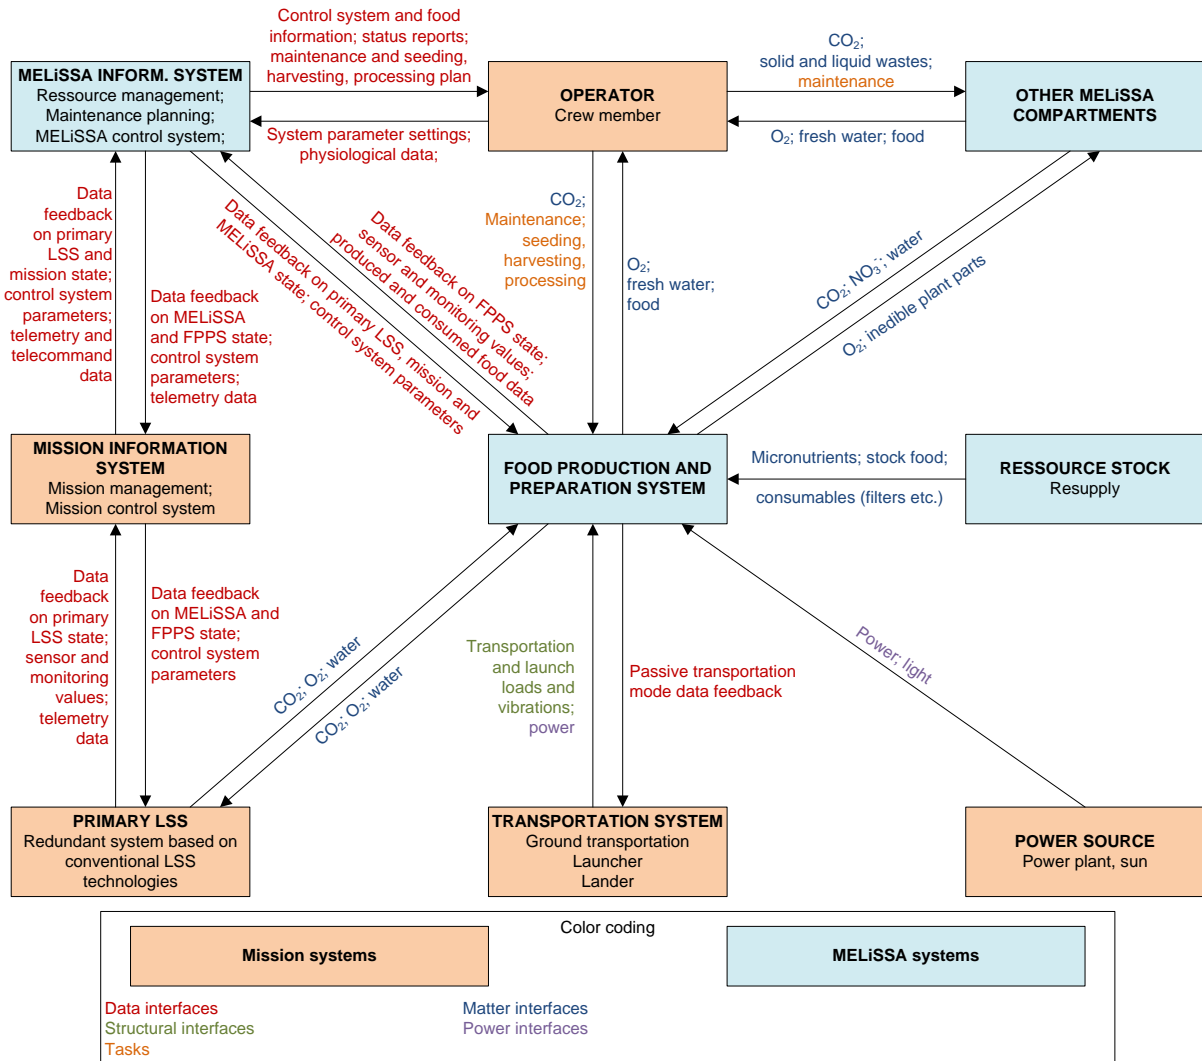 Control system and food
information; status reports;
maintenance and seeding,
harvesting, processing plan
CO₂;
solid and liquid wastes;
maintenance
MELiSSA INFORM. SYSTEM
Ressource management;
Maintenance planning;
MELiSSA control system;
OPERATOR
Crew member
OTHER MELiSSA
COMPARTMENTS
System parameter settings;
physiological data;
O₂; fresh water; food
Data
feedback
on primary
LSS and
mission state;
control system
parameters;
telemetry and
telecommand
data
Data feedback
on MELiSSA
and FPPS state;
control system
parameters;
telemetry data
Data feedback on primary LSS, mission and
MELiSSA state; control system parameters
Data feedback on FPPS state;
sensor and monitoring values;
produced and consumed food data
CO₂;
Maintenance;
seeding,
harvesting,
processing
O₂;
fresh water;
food
CO₂; NO₃⁻; water
O₂; inedible plant parts
MISSION INFORMATION
SYSTEM
Mission management;
Mission control system
FOOD PRODUCTION AND
PREPARATION SYSTEM
Micronutrients; stock food;
consumables (filters etc.)
RESSOURCE STOCK
Resupply
Data
feedback
on primary
LSS state;
sensor and
monitoring
values;
telemetry
data
Data feedback
on MELiSSA and
FPPS state;
control system
parameters
CO₂; O₂; water
CO₂; O₂; water
Transportation
and launch
loads and
vibrations;
power
Passive transportation
mode data feedback
Power; light
PRIMARY LSS
Redundant system based on
conventional LSS
technologies
TRANSPORTATION SYSTEM
Ground transportation
Launcher
Lander
POWER SOURCE
Power plant, sun
Color coding
Mission systems
MELiSSA systems
Data interfaces
Matter interfaces
Structural interfaces
Power interfaces
Tasks